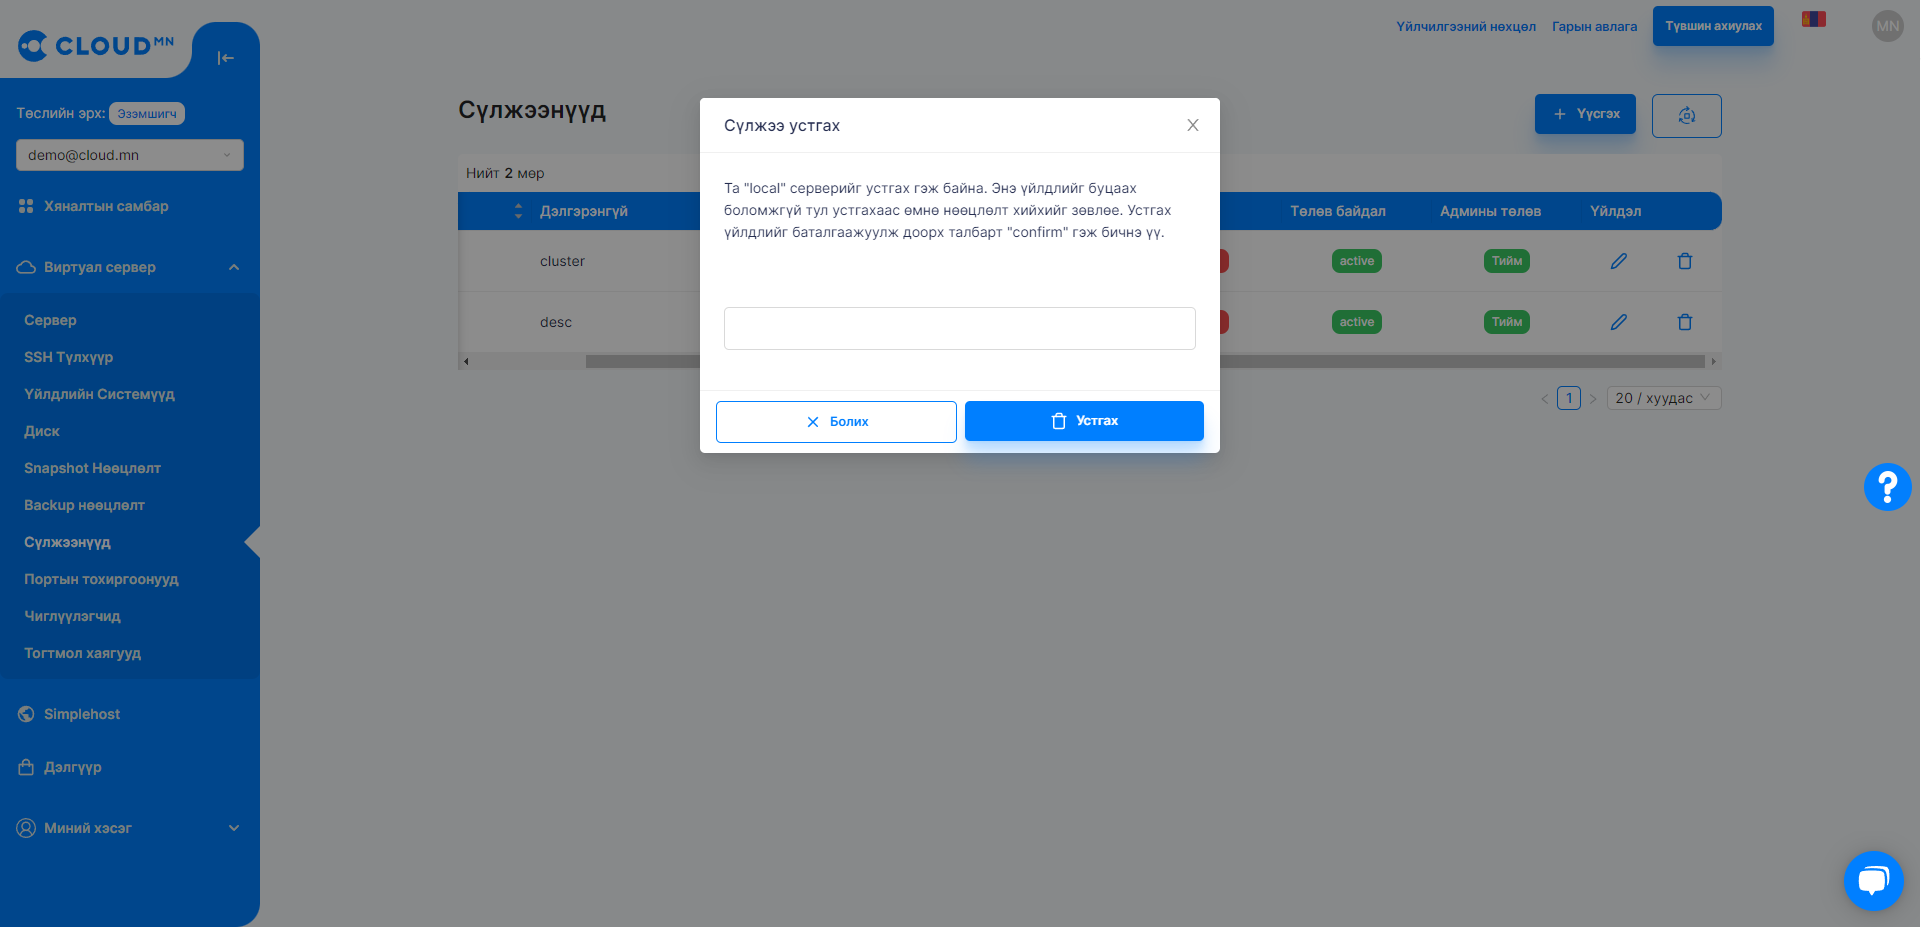 CLOUD MN
Үйлчилгээний нөхцөл
Гарын авлага
Түвшин ахиулах
MN
Төслийн эрх: Эзэмшигч
demo@cloud.mn
Хяналтын самбар
Виртуал сервер
Сервер
SSH Түлхүүр
Үйлдлийн Системүүд
Диск
Snapshot Нөөцлөлт
Backup нөөцлөлт
Сүлжээнүүд
Портын тохиргоонууд
Чиглүүлэгчид
Тогтмол хаягууд
Simplehost
Дэлгүүр
Миний хэсэг
Сүлжээнүүд
Үүсгэх
Нийт 2 мөр
Дэлгэрэнгүй Төлөв байдал Админы төлөв Үйлдэл
cluster active Тийм
desc active Тийм
1 20 / хуудас
Сүлжээ устгах
Та "local" серверийг устгах гэж байна. Энэ үйлдлийг буцаах
боломжгүй тул устгахаас өмнө нөөцлөлт хийхийг зөвлөе. Устгах
үйлдлийг баталгаажуулж доорх талбарт "confirm" гэж бичнэ үү.
Болих
Устгах